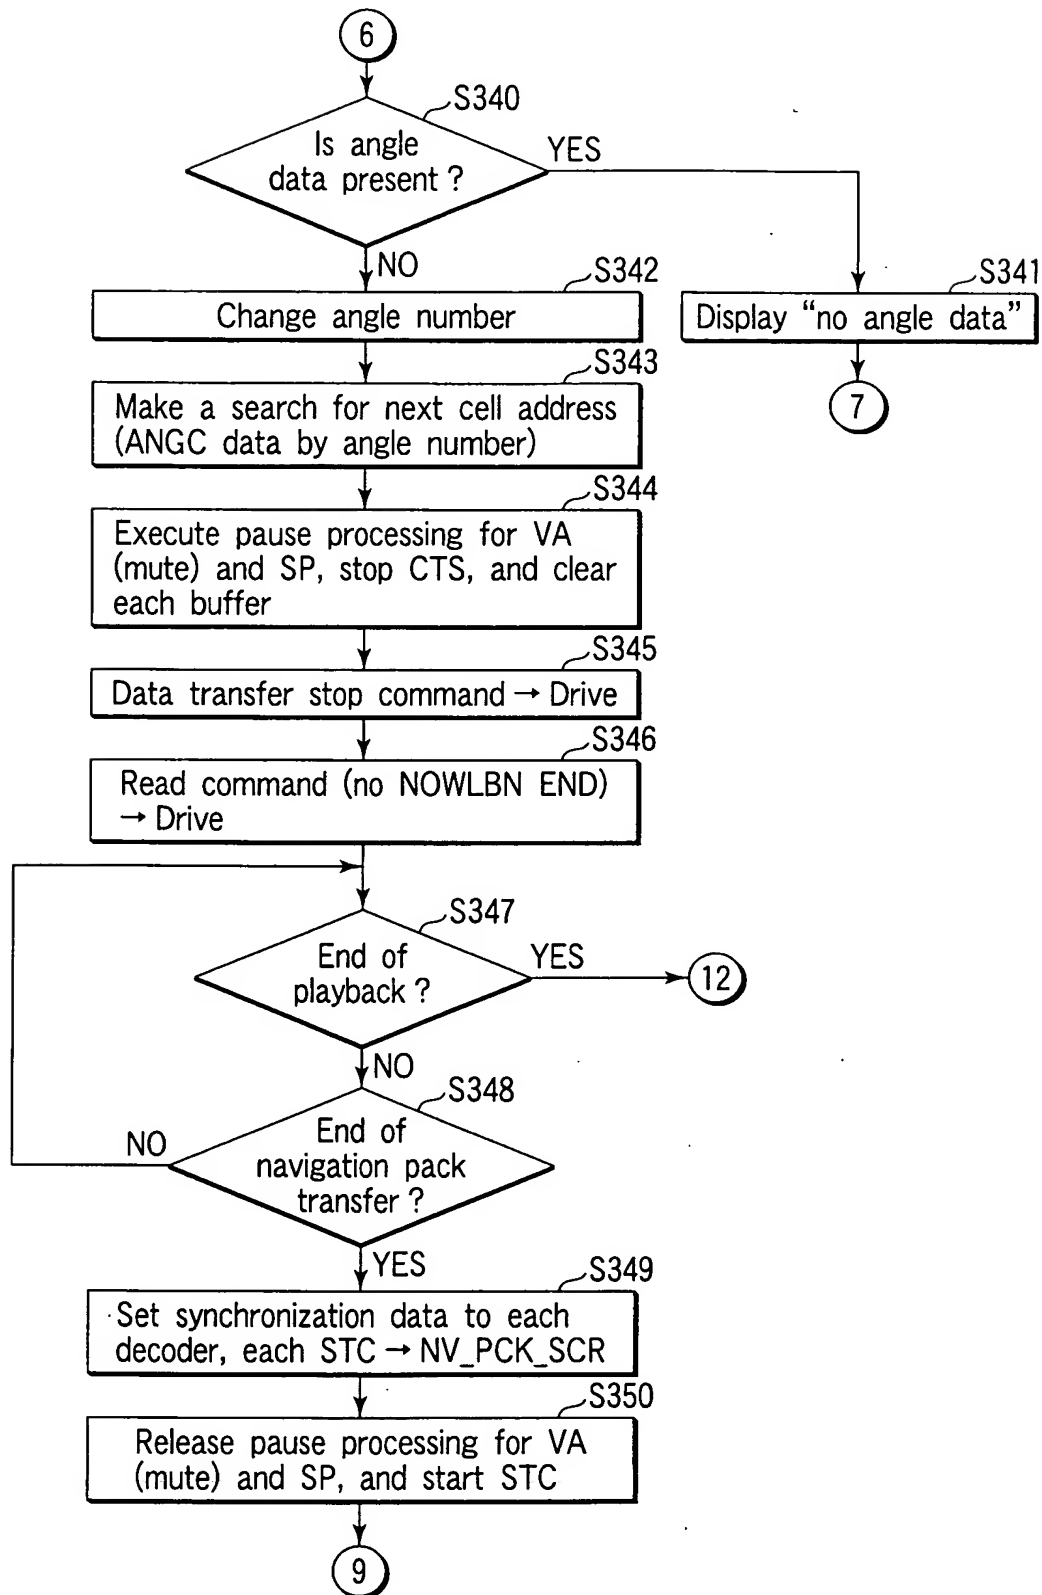 6
S340
Is angle
data present ?
YES
NO
S342
Change angle number
S341
Display “no angle data”
7
S343
Make a search for next cell address
(ANGC data by angle number)
S344
Execute pause processing for VA
(mute) and SP, stop CTS, and clear
each buffer
S345
Data transfer stop command → Drive
S346
Read command (no NOWLBN END)
→ Drive
S347
End of
playback ?
YES
12
NO
S348
End of
navigation pack
transfer ?
NO
YES
S349
Set synchronization data to each
decoder, each STC → NV_PCK_SCR
S350
Release pause processing for VA
(mute) and SP, and start STC
9